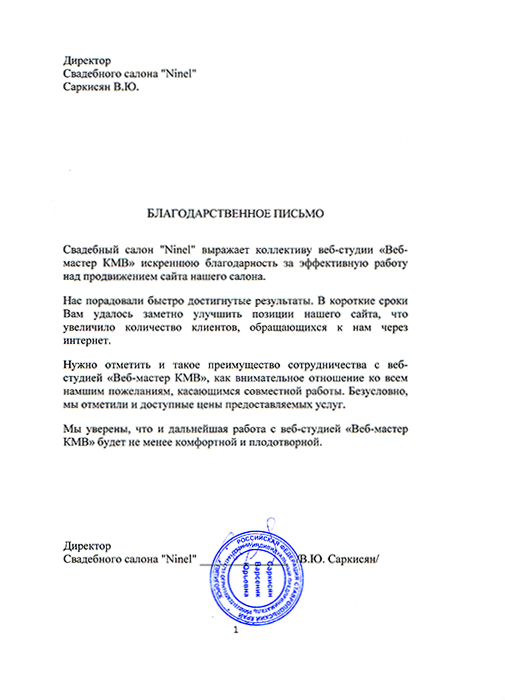 Директор
Свадебного салона "Ninel"
Саркисян В.Ю.
БЛАГОДАРСТВЕННОЕ ПИСЬМО
Свадебный салон "Ninel" выражает коллективу веб-студии «Веб-
мастер КМВ» искреннюю благодарность за эффективную работу
над продвижением сайта нашего салона.
Нас порадовали быстро достигнутые результаты. В короткие сроки
Вам удалось заметно улучшить позиции нашего сайта, что
увеличило количество клиентов, обращающихся к нам через
интернет.
Нужно отметить и такое преимущество сотрудничества с веб-
студией «Веб-мастер КМВ», как внимательное отношение ко всем
намшим пожеланиям, касающимся совместной работы. Безусловно,
мы отметили и доступные цены предоставляемых услуг.
Мы уверены, что и дальнейшая работа с веб-студией «Веб-мастер
КМВ» будет не менее комфортной и плодотворной.
Директор
Свадебного салона "Ninel" /В.Ю. Саркисян/
РОССИЙСКАЯ ФЕДЕРАЦИЯ СТАВРОПОЛЬСКИЙ КРАЙ
Саркисян
Варсеник
Юрьевна
1